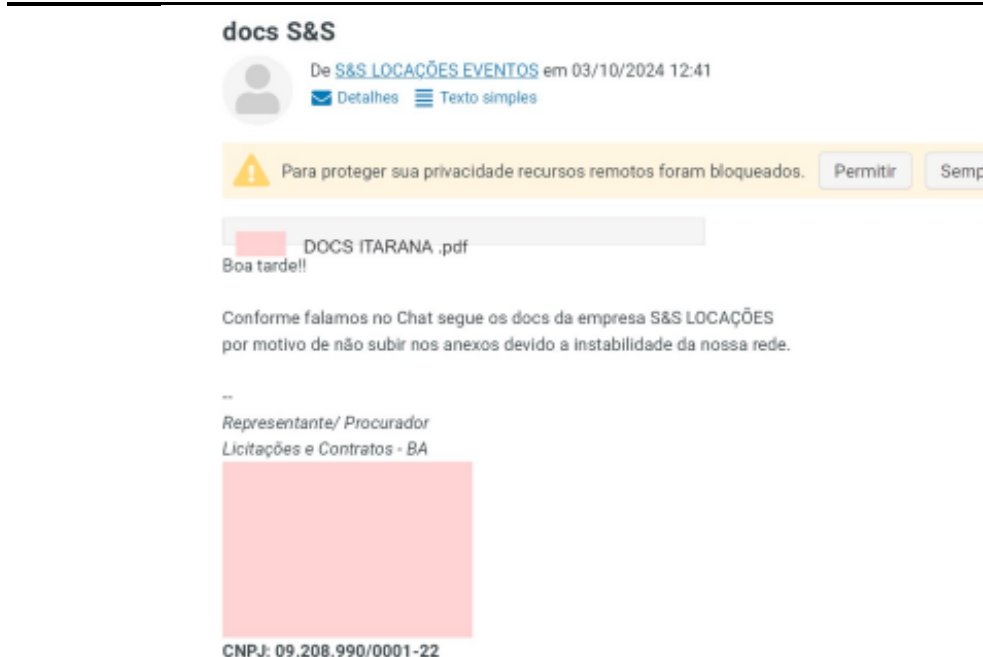 docs S&S
De S&S LOCAÇÕES EVENTOS em 03/10/2024 12:41
Detalhes Texto simples
Para proteger sua privacidade recursos remotos foram bloqueados. Permitir Semp
DOCS ITARANA .pdf
Boa tarde!!
Conforme falamos no Chat segue os docs da empresa S&S LOCAÇÕES
por motivo de não subir nos anexos devido a instabilidade da nossa rede.
--
Representante/ Procurador
Licitações e Contratos - BA
CNPJ: 09.208.990/0001-22